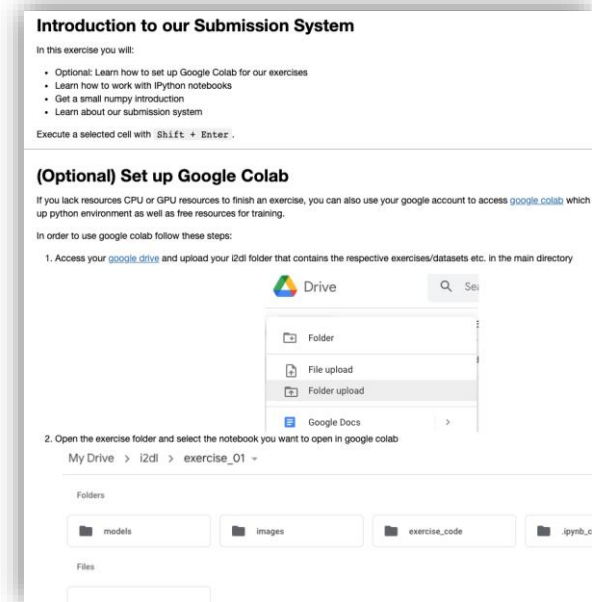 Introduction to our Submission System
In this exercise you will:
• Optional: Learn how to set up Google Colab for our exercises
• Learn how to work with IPython notebooks
• Get a small numpy introduction
• Learn about our submission system
Execute a selected cell with Shift + Enter .
(Optional) Set up Google Colab
If you lack resources CPU or GPU resources to finish an exercise, you can also use your google account to access google colab which
up python environment as well as free resources for training.
In order to use google colab follow these steps:
1. Access your google drive and upload your i2dl folder that contains the respective exercises/datasets etc. in the main directory
Drive
Folder
File upload
Folder upload
Google Docs >
2. Open the exercise folder and select the notebook you want to open in google colab
My Drive > i2dl > exercise_01
Folders
models images exercise_code .ipynb_c
Files